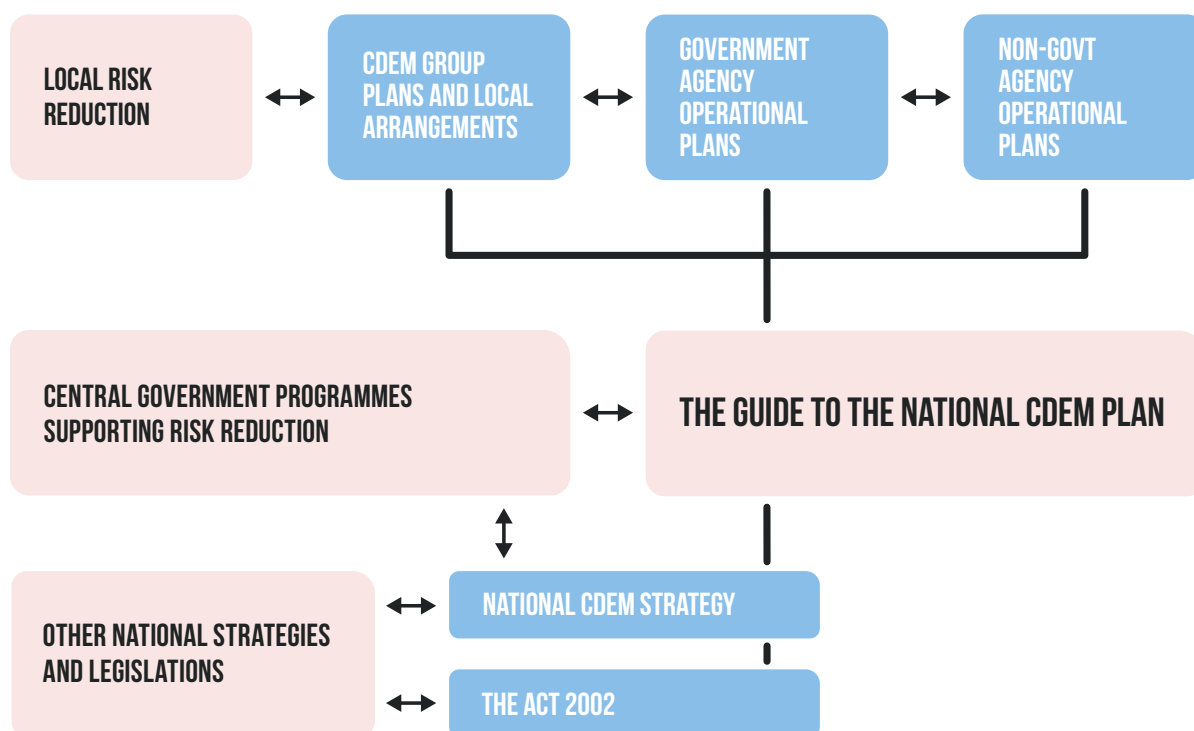 LOCAL RISK
REDUCTION
CDEM GROUP
PLANS AND LOCAL
ARRANGEMENTS
GOVERNMENT
AGENCY
OPERATIONAL
PLANS
NON-GOVT
AGENCY
OPERATIONAL
PLANS
CENTRAL GOVERNMENT PROGRAMMES
SUPPORTING RISK REDUCTION
THE GUIDE TO THE NATIONAL CDEM PLAN
OTHER NATIONAL STRATEGIES
AND LEGISLATIONS
NATIONAL CDEM STRATEGY
THE ACT 2002